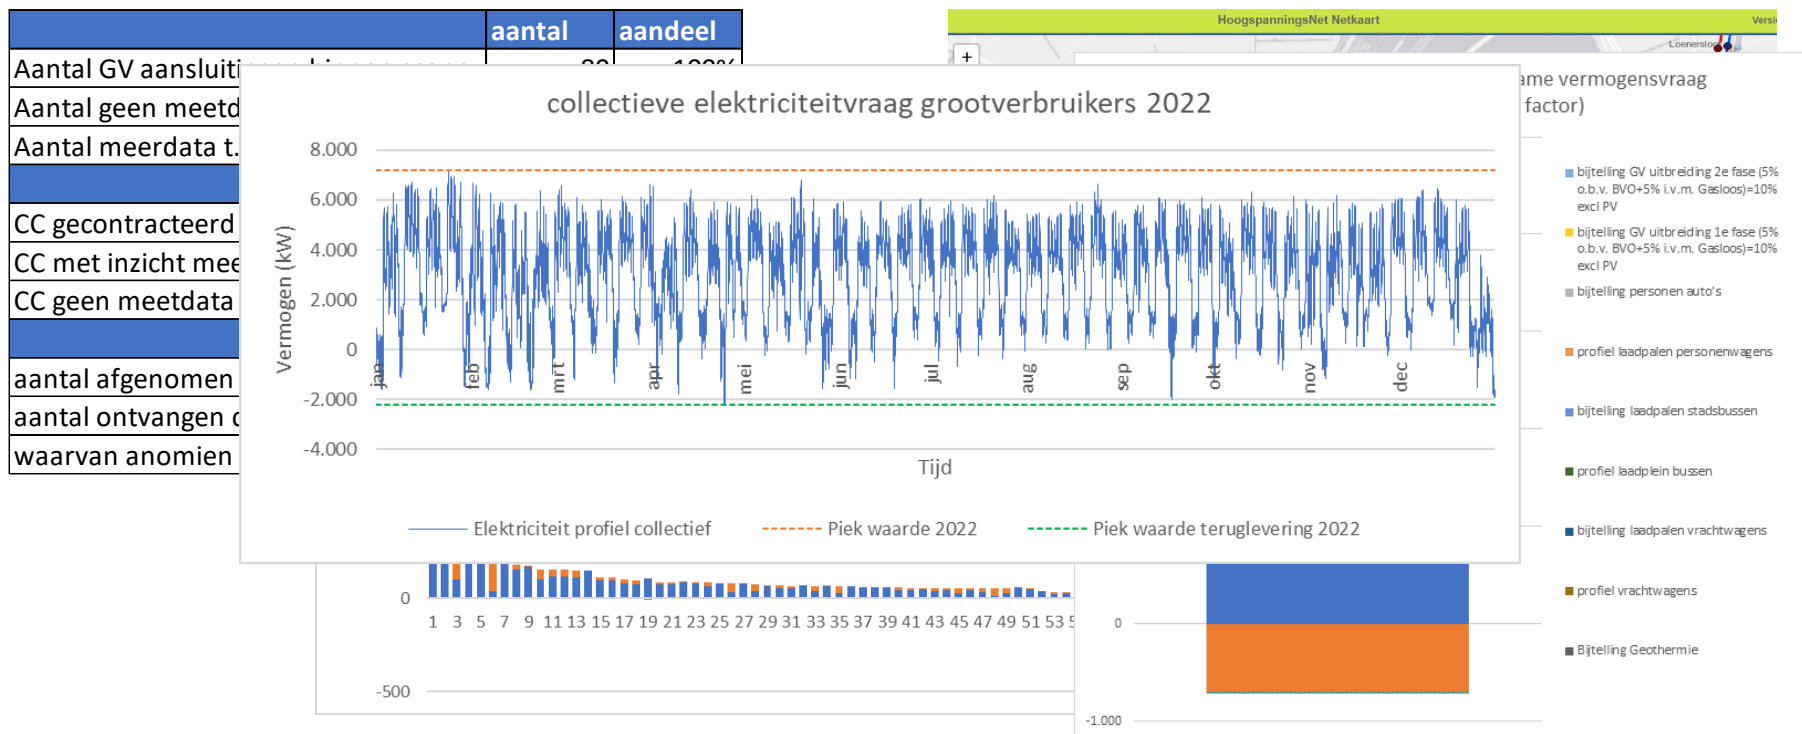 aantal aandeel
Aantal GV aansluiti
Aantal geen meetd
Aantal meerdata t.
CC gecontracteerd
CC met inzicht mee
CC geen meetdata
aantal afgenomen
aantal ontvangen
waarvan anomien
HoogspanningsNet Netkaart
Versi
Loenersloo
+
ame vermogensvraag
factor)
collectieve elektriciteitvraag grootverbruikers 2022
Vermogen (kW)
8.000
6.000
4.000
2.000
0
-2.000
-4.000
jan feb mrt apr mei jun jul aug sep okt nov dec
Tijd
Elektriciteit profiel collectief Piek waarde 2022 Piek waarde teruglevering 2022
bijtelling GV uitbreiding 2e fase (5%
o.b.v. BVO+5% i.v.m. Gasloos)=10%
excl PV
bijtelling GV uitbreiding 1e fase (5%
o.b.v. BVO+5% i.v.m. Gasloos)=10%
excl PV
bijtelling personen auto's
profiel laadpalen personenwagens
bijtelling laadpalen stadsbussen
profiel laadplein bussen
bijtelling laadpalen vrachtwagens
profiel vrachtwagens
Bijtelling Geothermie
0
1 3 5 7 9 11 13 15 17 19 21 23 25 27 29 31 33 35 37 39 41 43 45 47 49 51 53
-500
0
-1.000